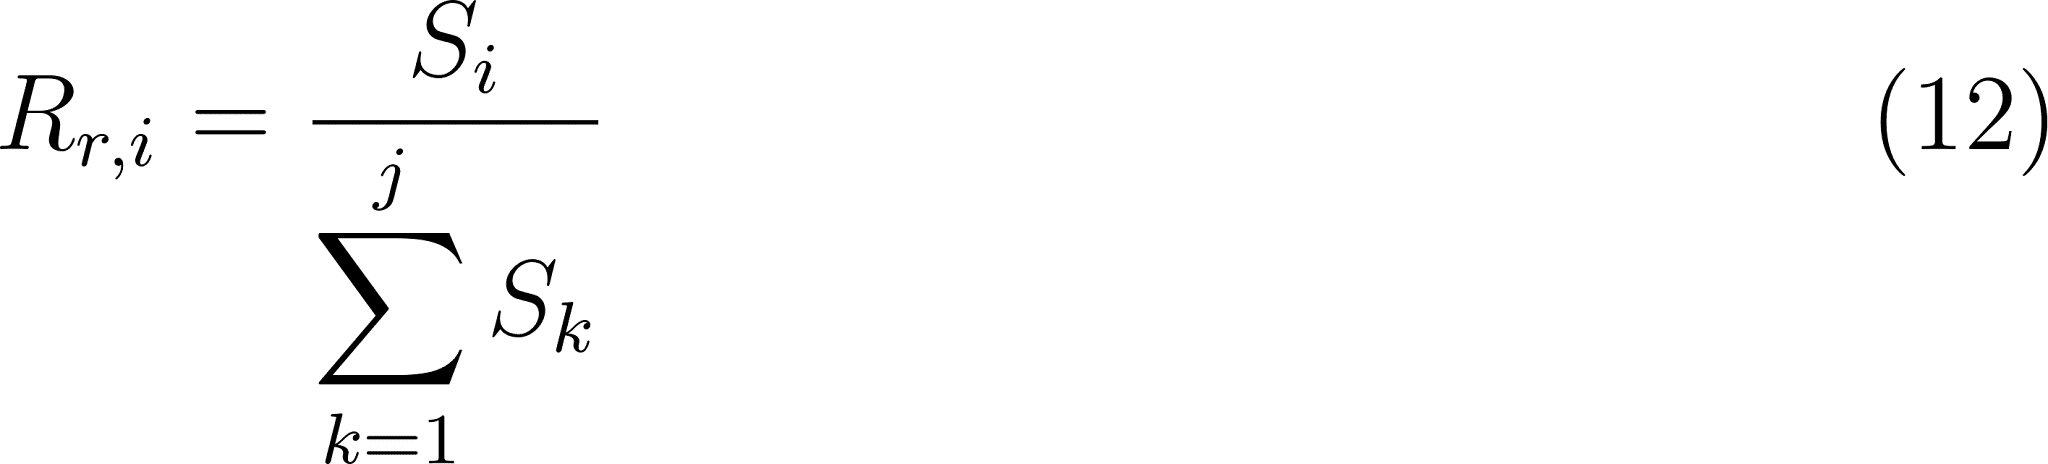 R_{r,i} = \frac{S_i}{\sum_{k=1}^{j} S_k} (12)